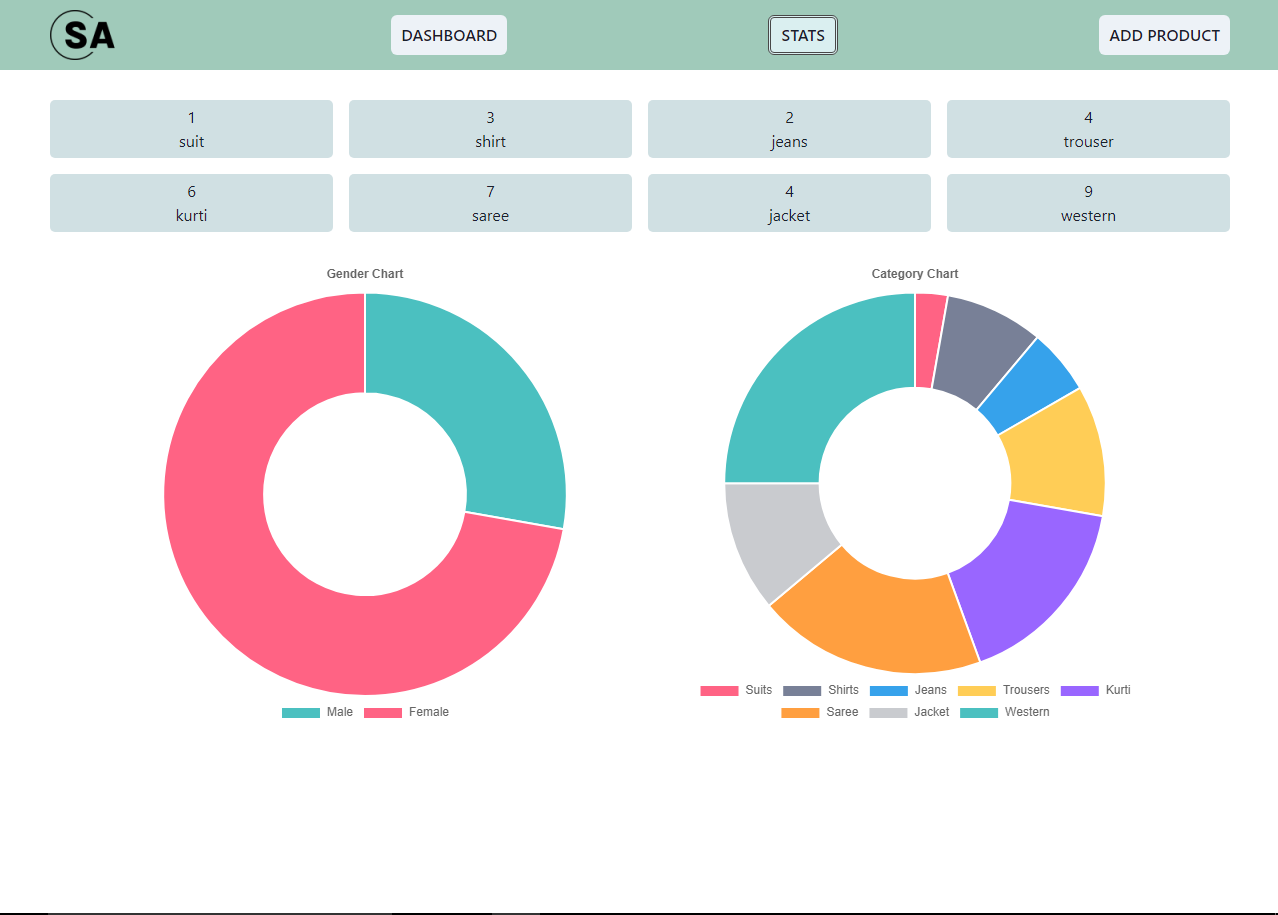 SA DASHBOARD STATS ADD PRODUCT
1 3 2 4
suit shirt jeans trouser
6 7 4 9
kurti saree jacket western
Gender Chart
Male Female
Category Chart
Suits Shirts Jeans Trousers Kurti
Saree Jacket Western